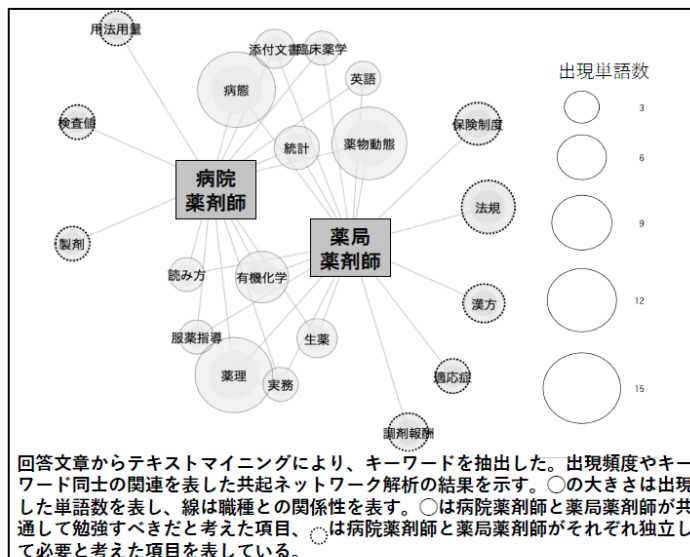 用法用量
添付文書
臨床薬学
英語
病態
出現単語数
3
検査値
保険制度
統計
薬物動態
6
病院
薬剤師
法規
9
薬局
薬剤師
製剤
読み方
有機化学
漢方
12
服薬指導
生薬
薬理
実務
適応症
15
調剤報酬
回答文章からテキストマイニングにより、キーワードを抽出した。出現頻度やキー
ワード同士の関連を表した共起ネットワーク解析の結果を示す。○の大きさは出現
した単語数を表し、線は職種との関係性を表す。○は病院薬剤師と薬局薬剤師が共
通して勉強すべきだと考えた項目、◌は病院薬剤師と薬局薬剤師がそれぞれ独立し
て必要と考えた項目を表している。